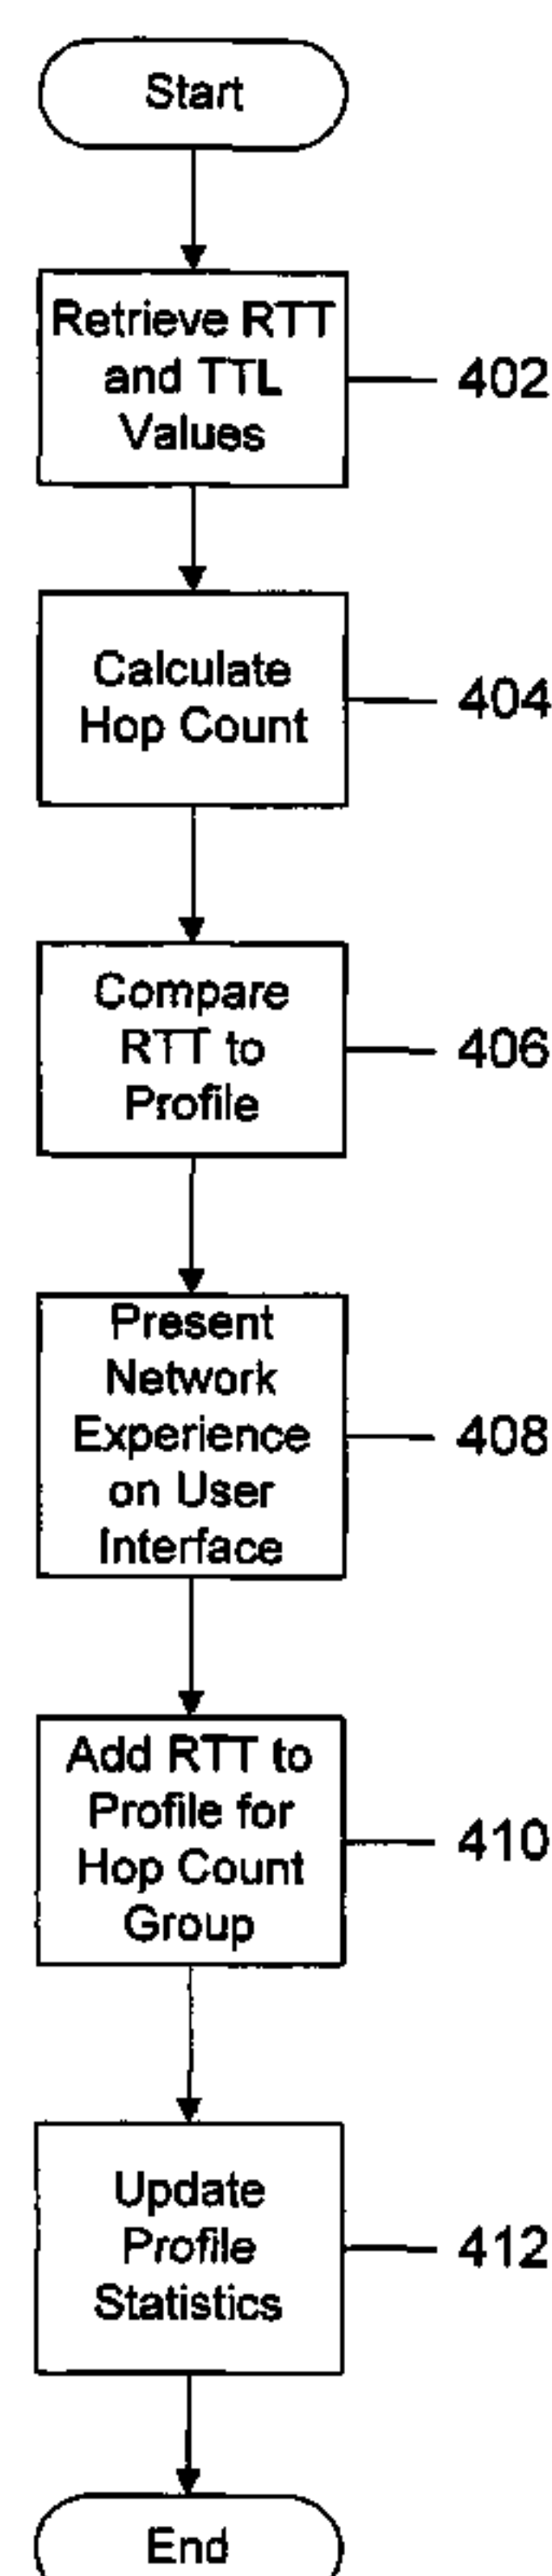 Start
Retrieve RTT
and TTL
Values
402
Calculate
Hop Count
404
Compare
RTT to
Profile
406
Present
Network
Experience
on User
Interface
408
Add RTT to
Profile for
Hop Count
Group
410
Update
Profile
Statistics
412
End